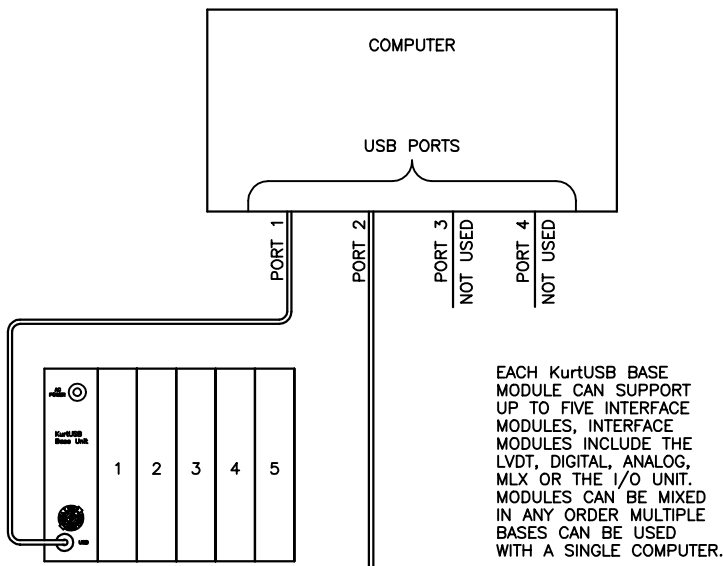 COMPUTER
USB PORTS
PORT 1
PORT 2
PORT 3
NOT USED
PORT 4
NOT USED
AC
POWER
KurtUSB
Base Unit
1 2 3 4 5
USB
EACH KurtUSB BASE
MODULE CAN SUPPORT
UP TO FIVE INTERFACE
MODULES, INTERFACE
MODULES INCLUDE THE
LVDT, DIGITAL, ANALOG,
MLX OR THE I/O UNIT.
MODULES CAN BE MIXED
IN ANY ORDER MULTIPLE
BASES CAN BE USED
WITH A SINGLE COMPUTER.